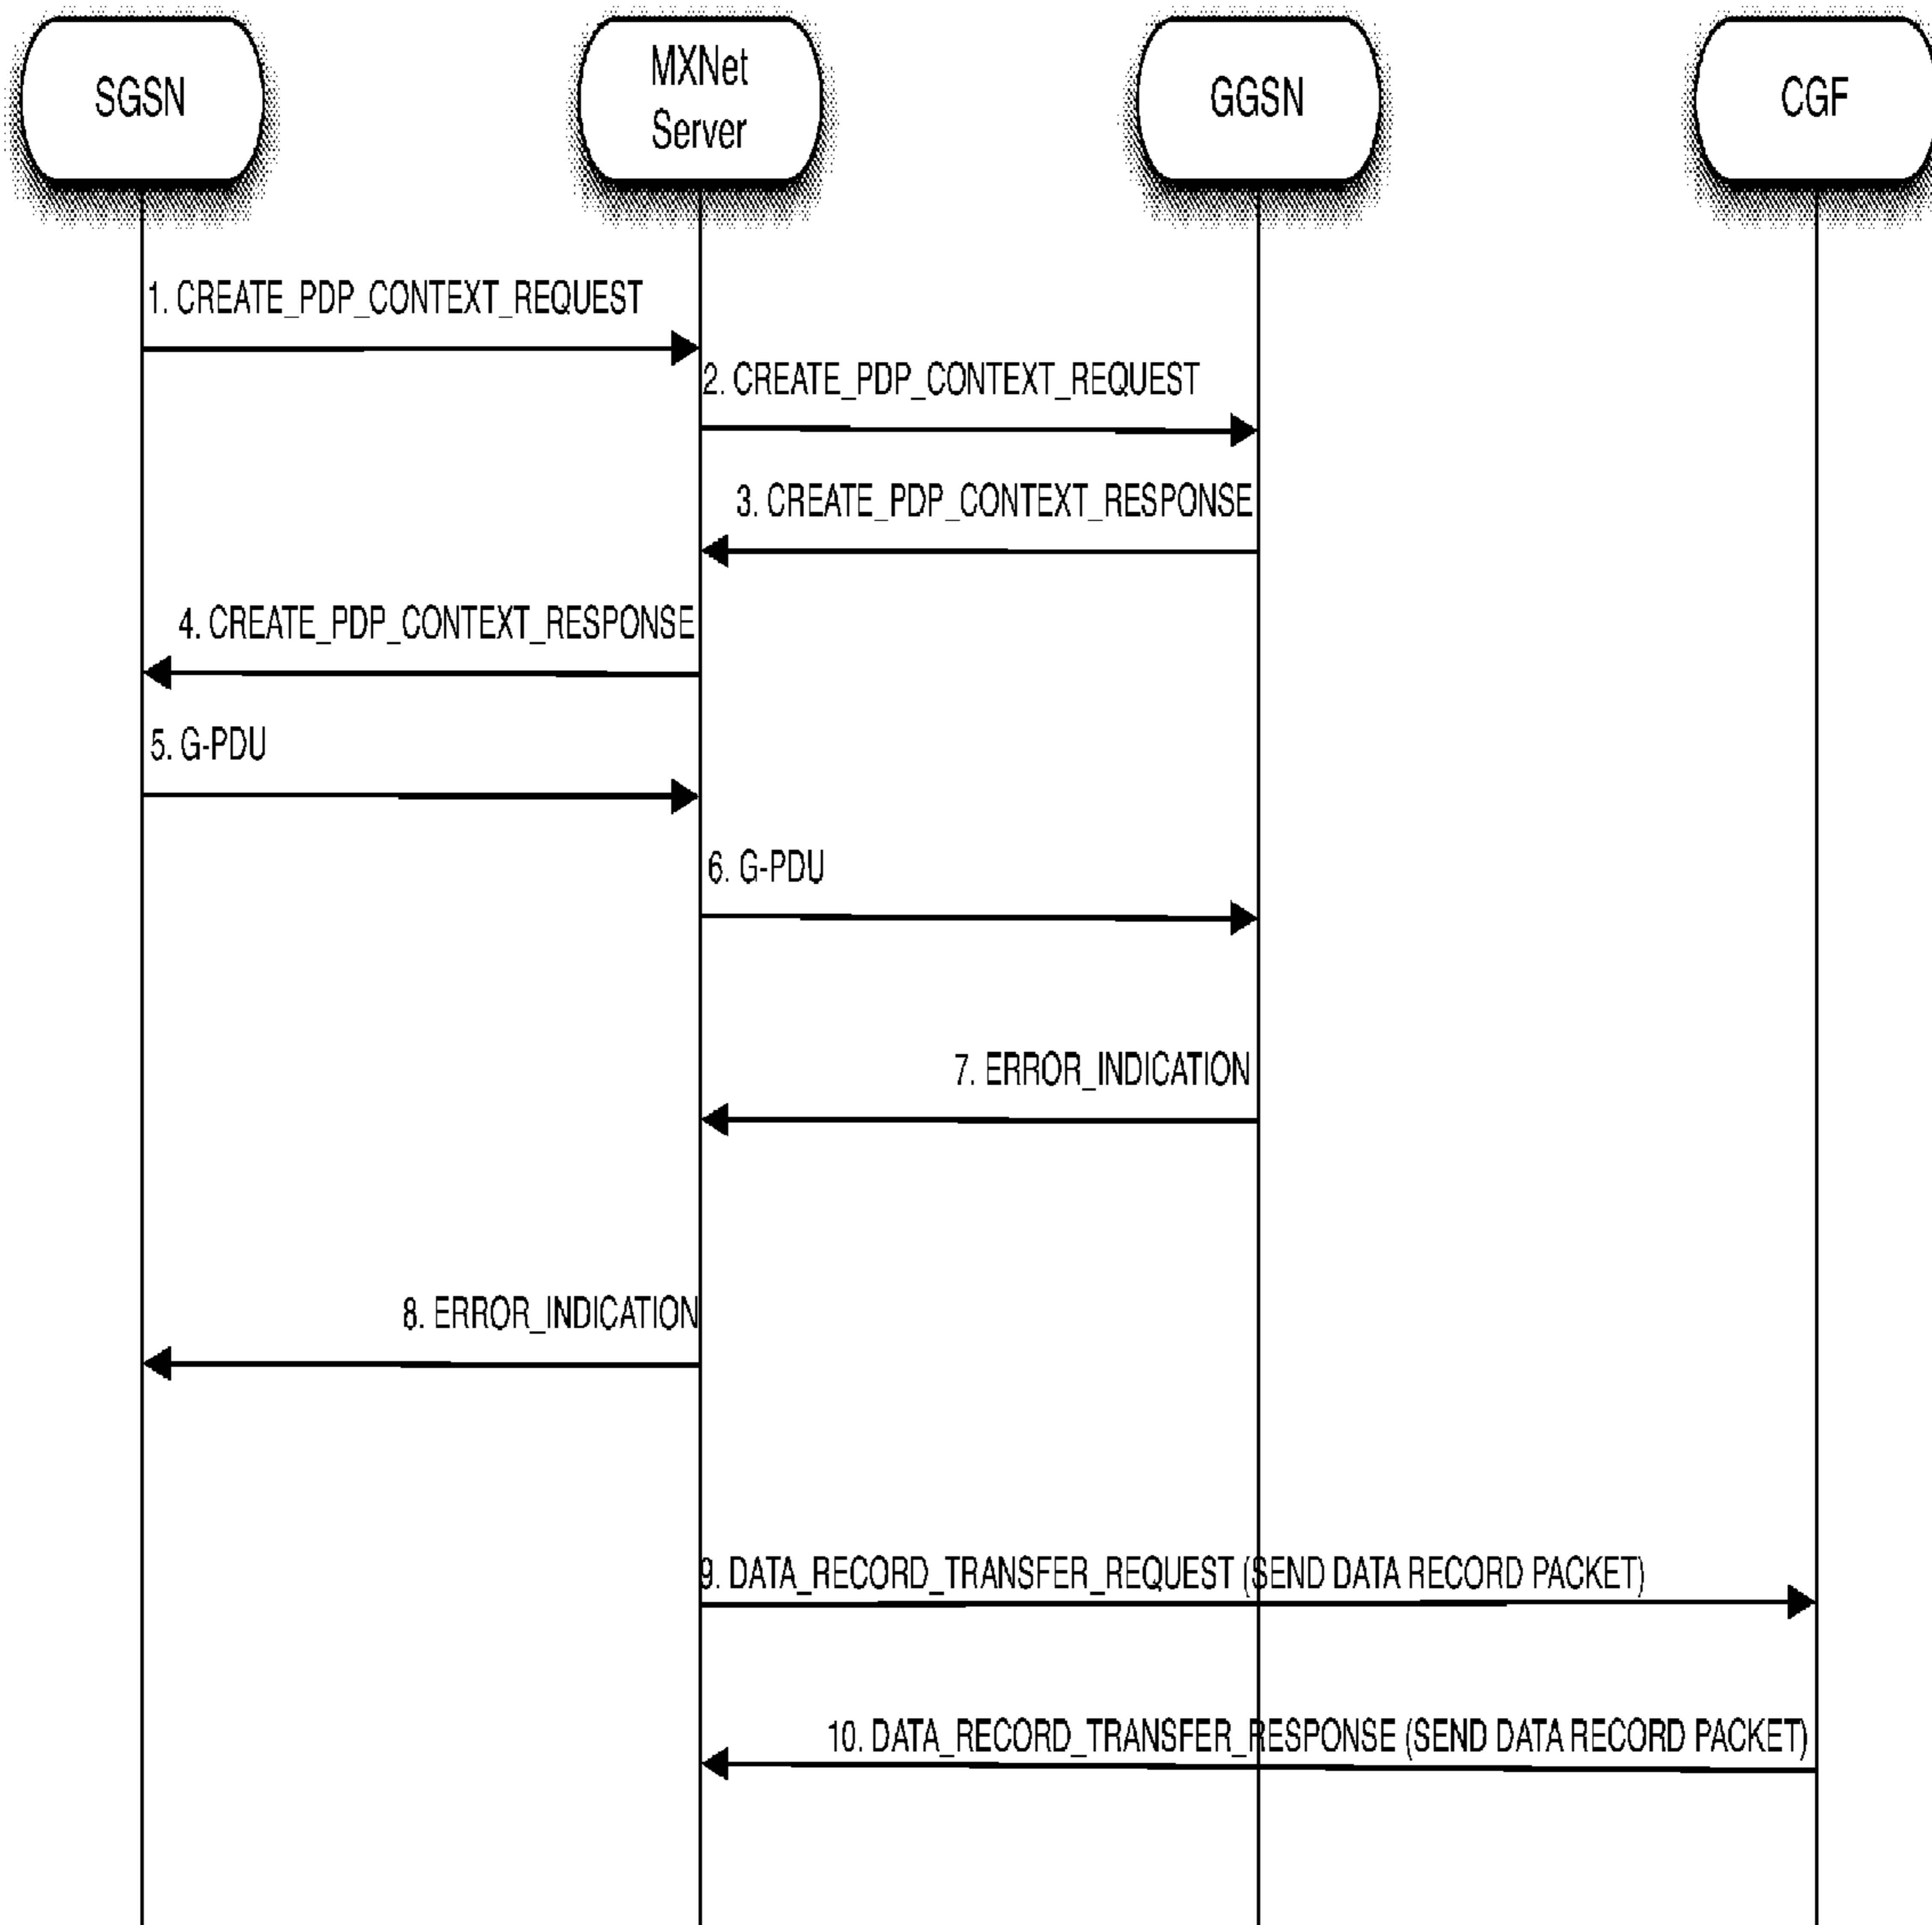 SGSN
MXNet
Server
GGSN
CGF
1. CREATE_PDP_CONTEXT_REQUEST
2. CREATE_PDP_CONTEXT_REQUEST
3. CREATE_PDP_CONTEXT_RESPONSE
4. CREATE_PDP_CONTEXT_RESPONSE
5. G-PDU
6. G-PDU
7. ERROR_INDICATION
8. ERROR_INDICATION
9. DATA_RECORD_TRANSFER_REQUEST (SEND DATA RECORD PACKET)
10. DATA_RECORD_TRANSFER_RESPONSE (SEND DATA RECORD PACKET)